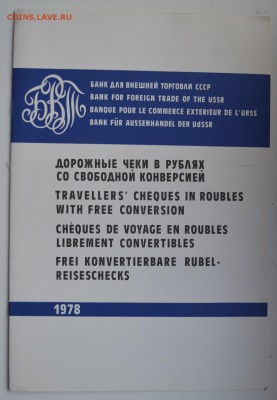 COINS.LAVE.RU
БВТ
БАНК ДЛЯ ВНЕШНЕЙ ТОРГОВЛИ СССР
BANK FOR FOREIGN TRADE OF THE USSR
BANQUE POUR LE COMMERCE EXTERIEUR DE L'URSS
BANK FÜR AUSSENHANDEL DER UdSSR
ДОРОЖНЫЕ ЧЕКИ В РУБЛЯХ
СО СВОБОДНОЙ КОНВЕРСИЕЙ
TRAVELLERS' CHEQUES IN ROUBLES
WITH FREE CONVERSION
CHÈQUES DE VOYAGE EN ROUBLES
LIBREMENT CONVERTIBLES
FREI KONVERTIERBARE RUBEL-
REISESCHECKS
1978